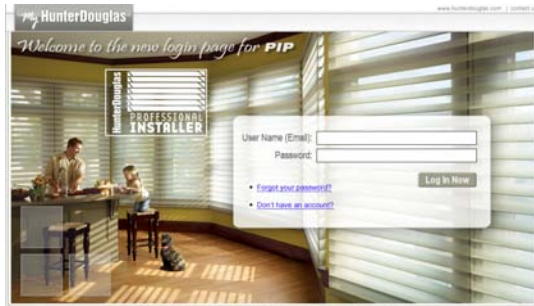 www.hunterdouglas.com | contact u
My HunterDouglas
Welcome to the new login page for PIP
HunterDouglas
PROFESSIONAL
INSTALLER
User Name (Email):
Password:
Log In Now
• Forgot your password?
• Don't have an account?